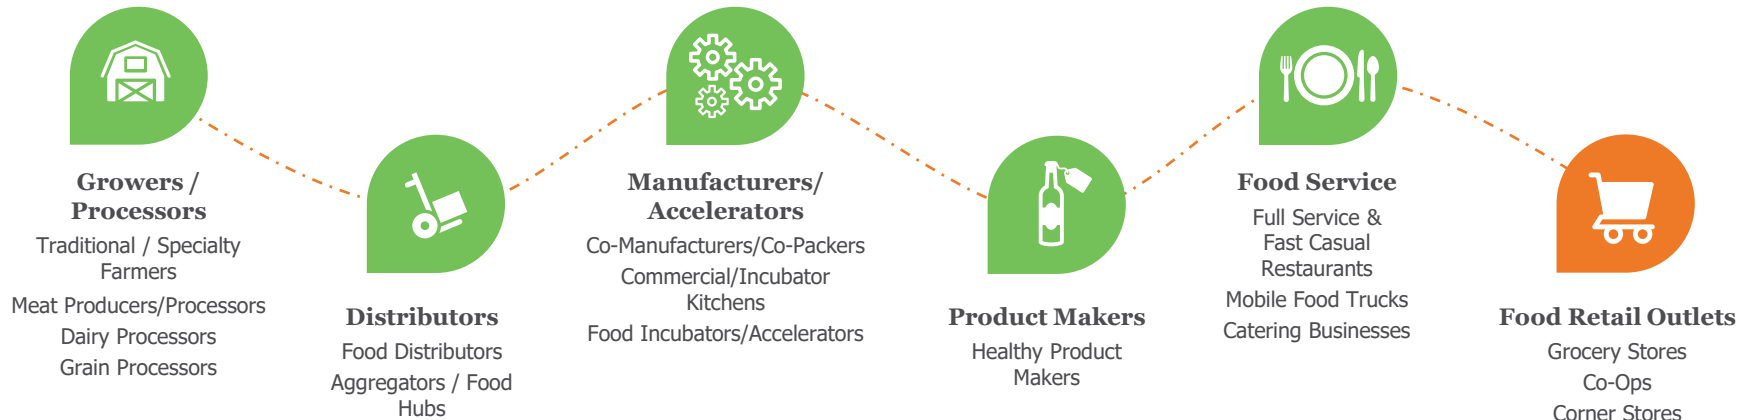 Growers /
Processors
Traditional / Specialty
Farmers
Meat Producers/Processors
Dairy Processors
Grain Processors
Distributors
Food Distributors
Aggregators / Food
Hubs
Manufacturers/
Accelerators
Co-Manufacturers/Co-Packers
Commercial/Incubator
Kitchens
Food Incubators/Accelerators
Product Makers
Healthy Product
Makers
Food Service
Full Service &
Fast Casual
Restaurants
Mobile Food Trucks
Catering Businesses
Food Retail Outlets
Grocery Stores
Co-Ops
Corner Stores